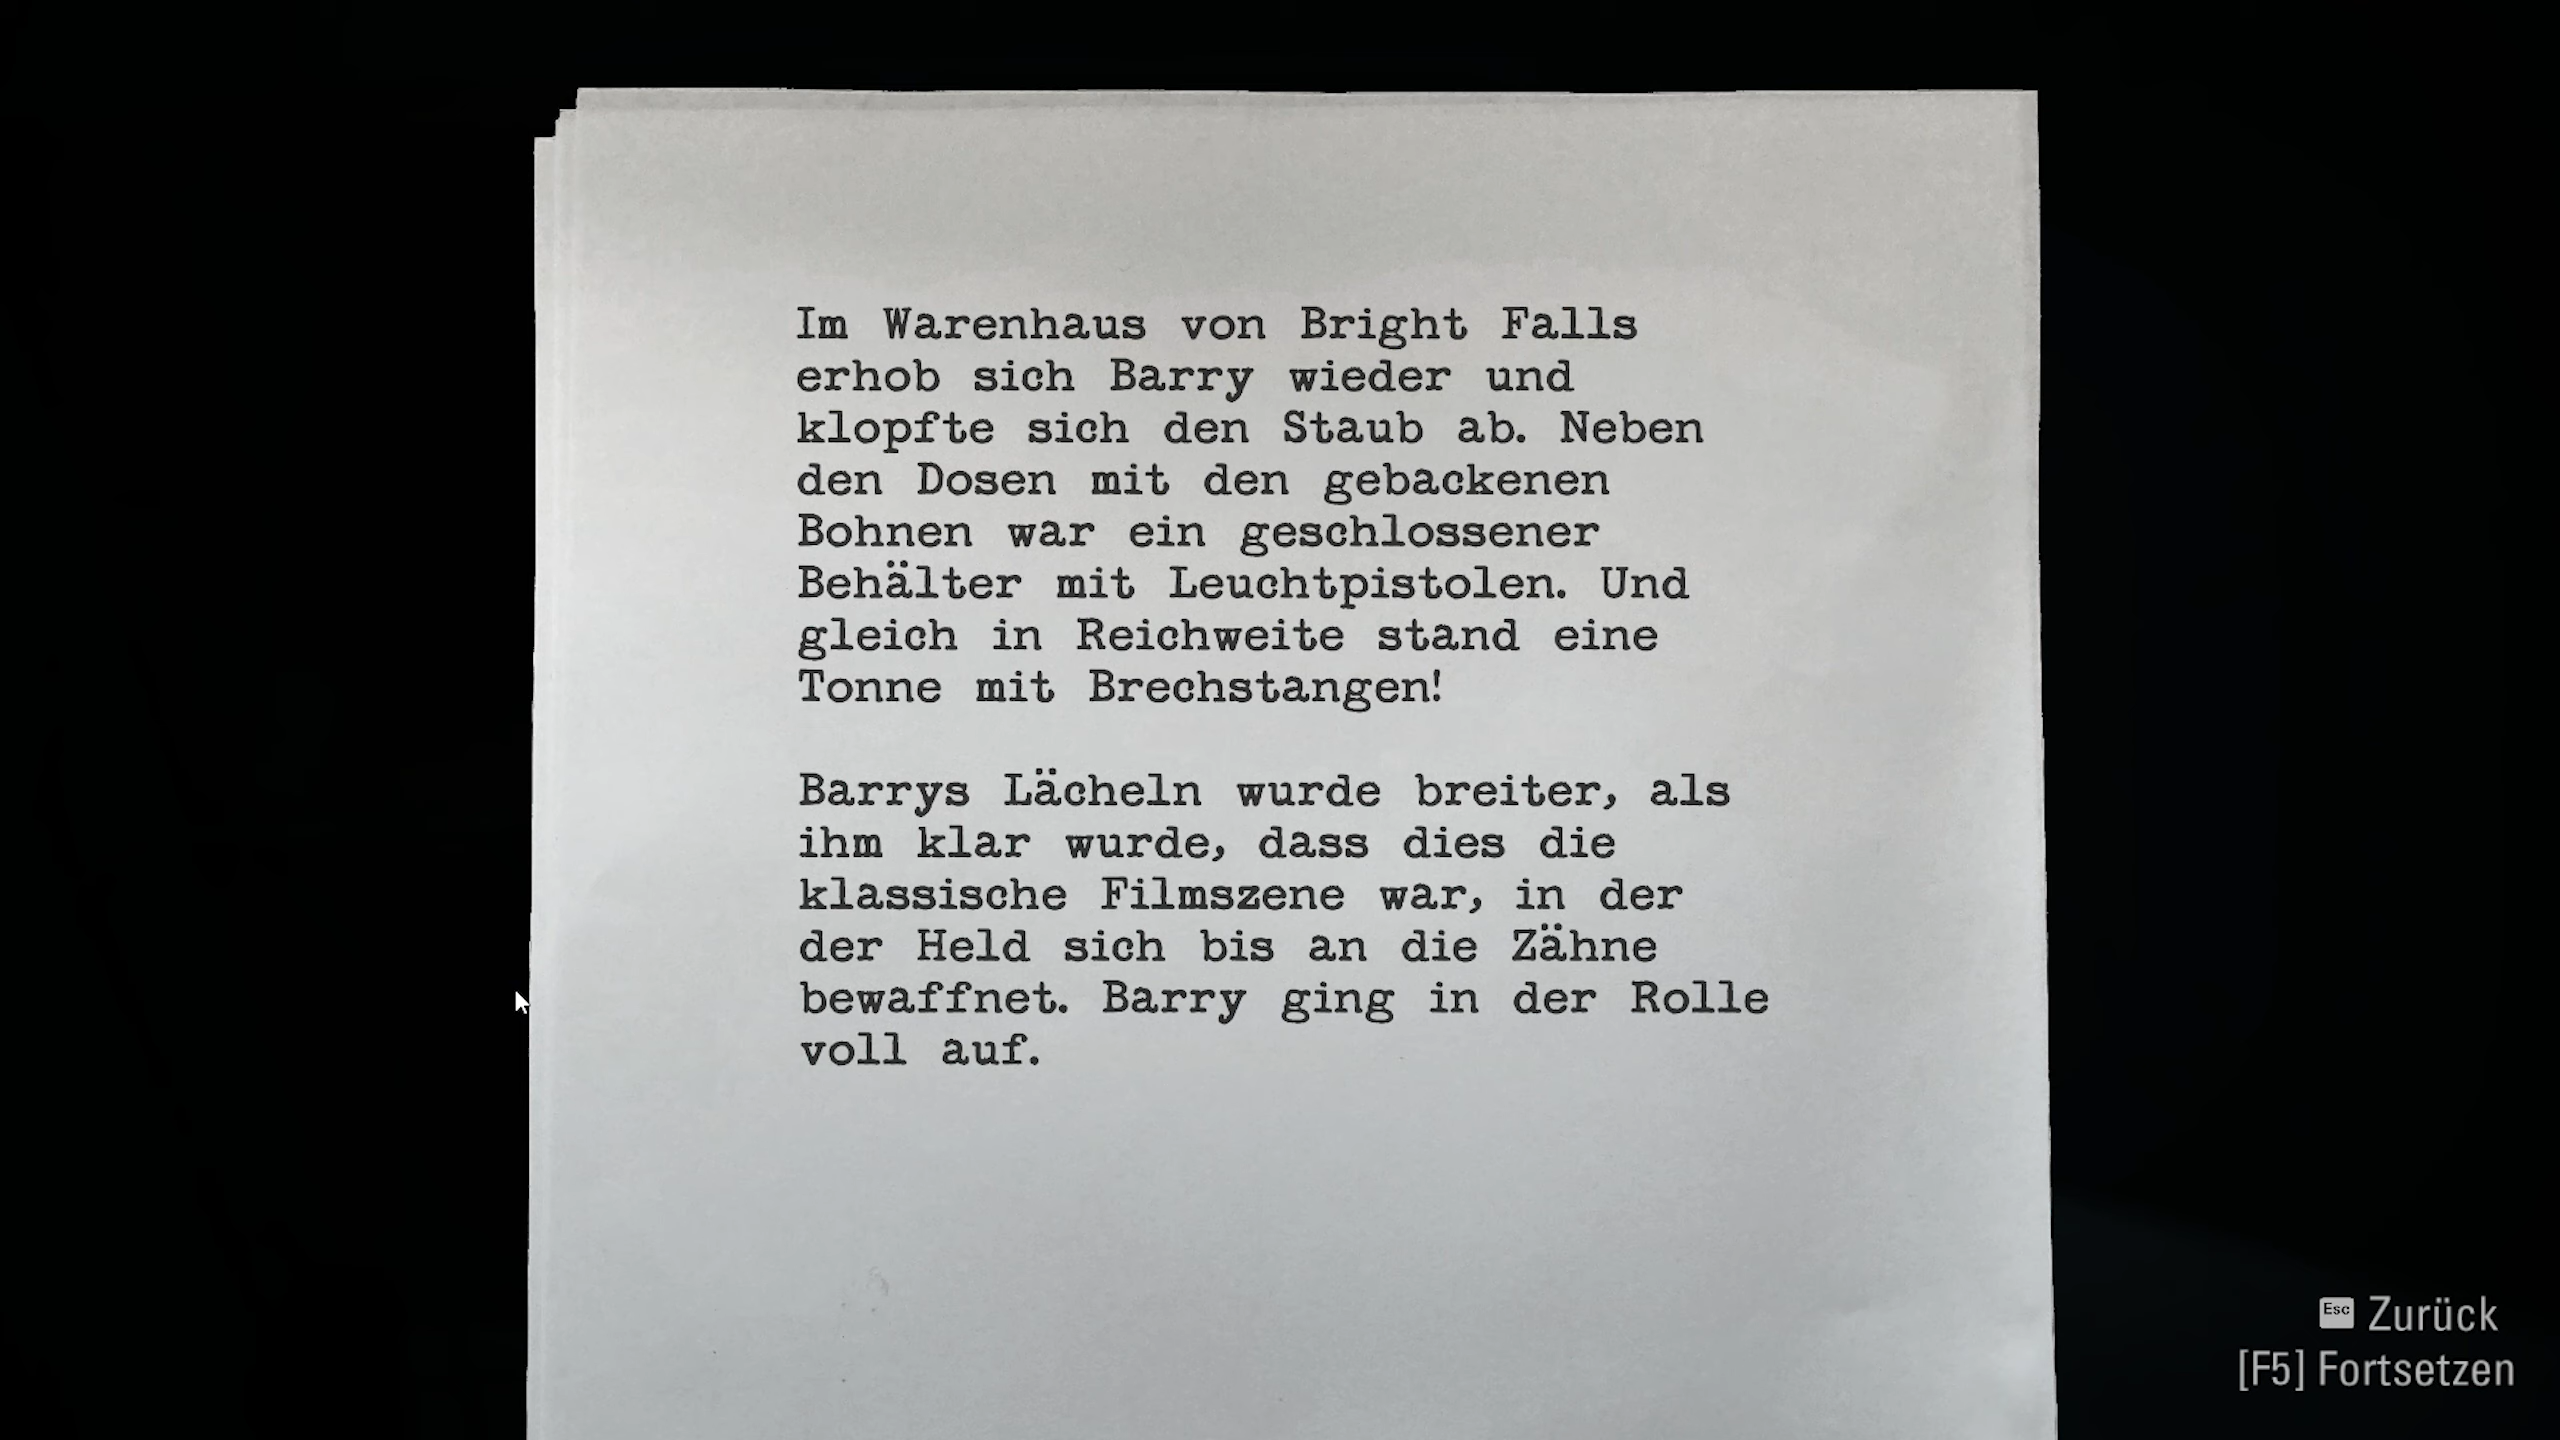 Im Warenhaus von Bright Falls
erhob sich Barry wieder und
klopfte sich den Staub ab. Neben
den Dosen mit den gebackenen
Bohnen war ein geschlossener
Behälter mit Leuchtpistolen. Und
gleich in Reichweite stand eine
Tonne mit Brechstangen!
Barrys Lächeln wurde breiter, als
ihm klar wurde, dass dies die
klassische Filmszene war, in der
der Held sich bis an die Zähne
bewaffnet. Barry ging in der Rolle
voll auf.
Esc Zurück
[F5] Fortsetzen